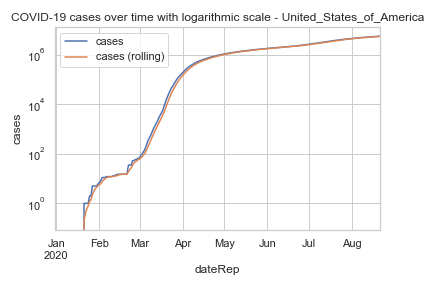 COVID-19 cases over time with logarithmic scale - United_States_of_America
cases
cases (rolling)
10^6
10^4
10^2
10^0
cases
Jan Feb Mar Apr May Jun Jul Aug
2020
dateRep